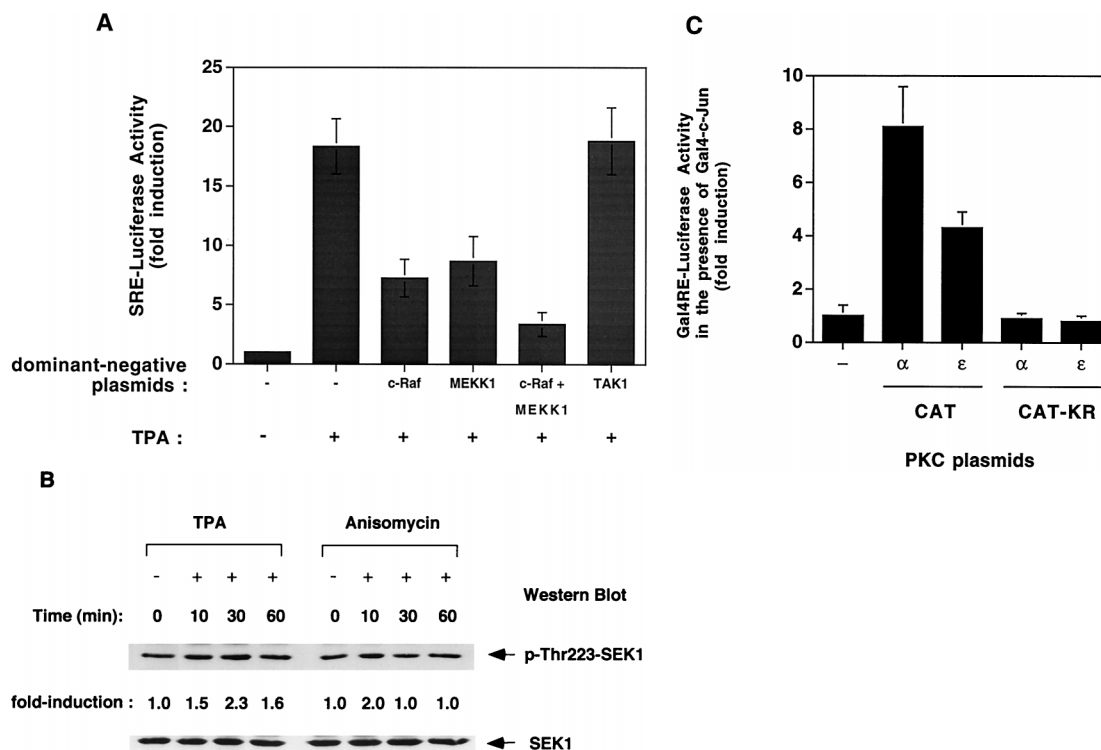 A
SRE-Luciferase Activity
(fold induction)
25
20
15
10
5
0
dominant-negative
plasmids :
- - c-Raf MEKK1 c-Raf + MEKK1 TAK1
TPA : - + + + + +
C
Gal4RE-Luciferase Activity
in the presence of Gal4-c-Jun
(fold induction)
10
8
6
4
2
0
– α ε α ε
CAT CAT-KR
PKC plasmids
B
TPA Anisomycin
- + + + - + + +
Western Blot
Time (min): 0 10 30 60 0 10 30 60
p-Thr223-SEK1
fold-induction : 1.0 1.5 2.3 1.6 1.0 2.0 1.0 1.0
SEK1